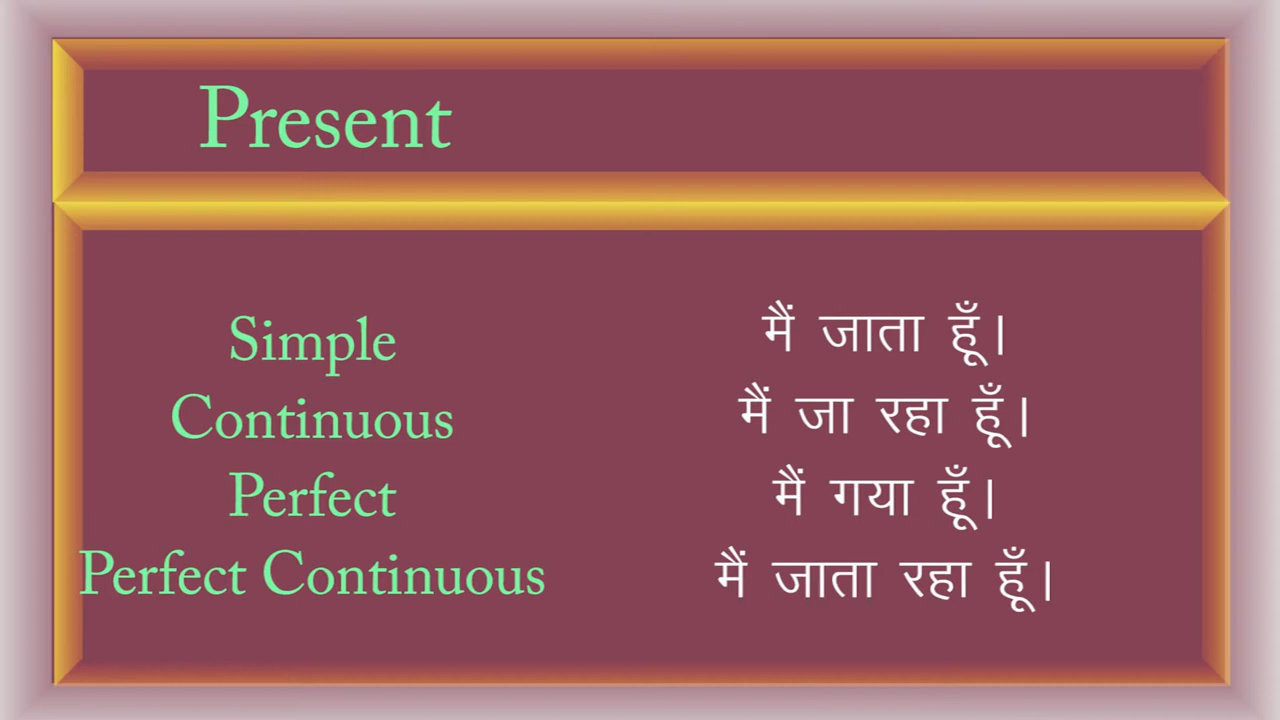 Present
Simple मैं जाता हूँ।
Continuous मैं जा रहा हूँ।
Perfect मैं गया हूँ।
Perfect Continuous मैं जाता रहा हूँ।